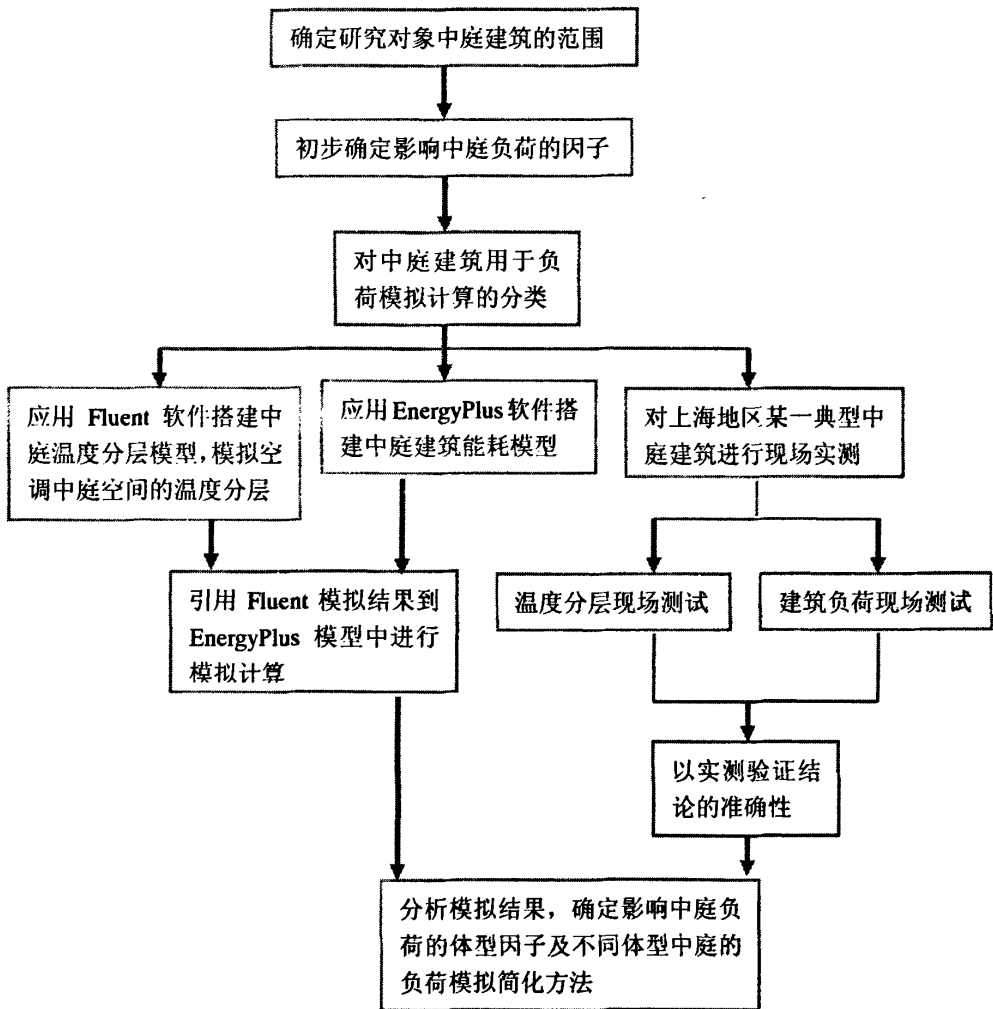 确定研究对象中庭建筑的范围
初步确定影响中庭负荷的因子
对中庭建筑用于负
荷模拟计算的分类
应用 Fluent 软件搭建中
庭温度分层模型,模拟空
调中庭空间的温度分层
应用 EnergyPlus 软件搭
建中庭建筑能耗模型
对上海地区某一典型中
庭建筑进行现场实测
引用 Fluent 模拟结果到
EnergyPlus 模型中进行
模拟计算
温度分层现场测试
建筑负荷现场测试
以实测验证结
论的准确性
分析模拟结果，确定影响中庭负
荷的体型因子及不同体型中庭的
负荷模拟简化方法